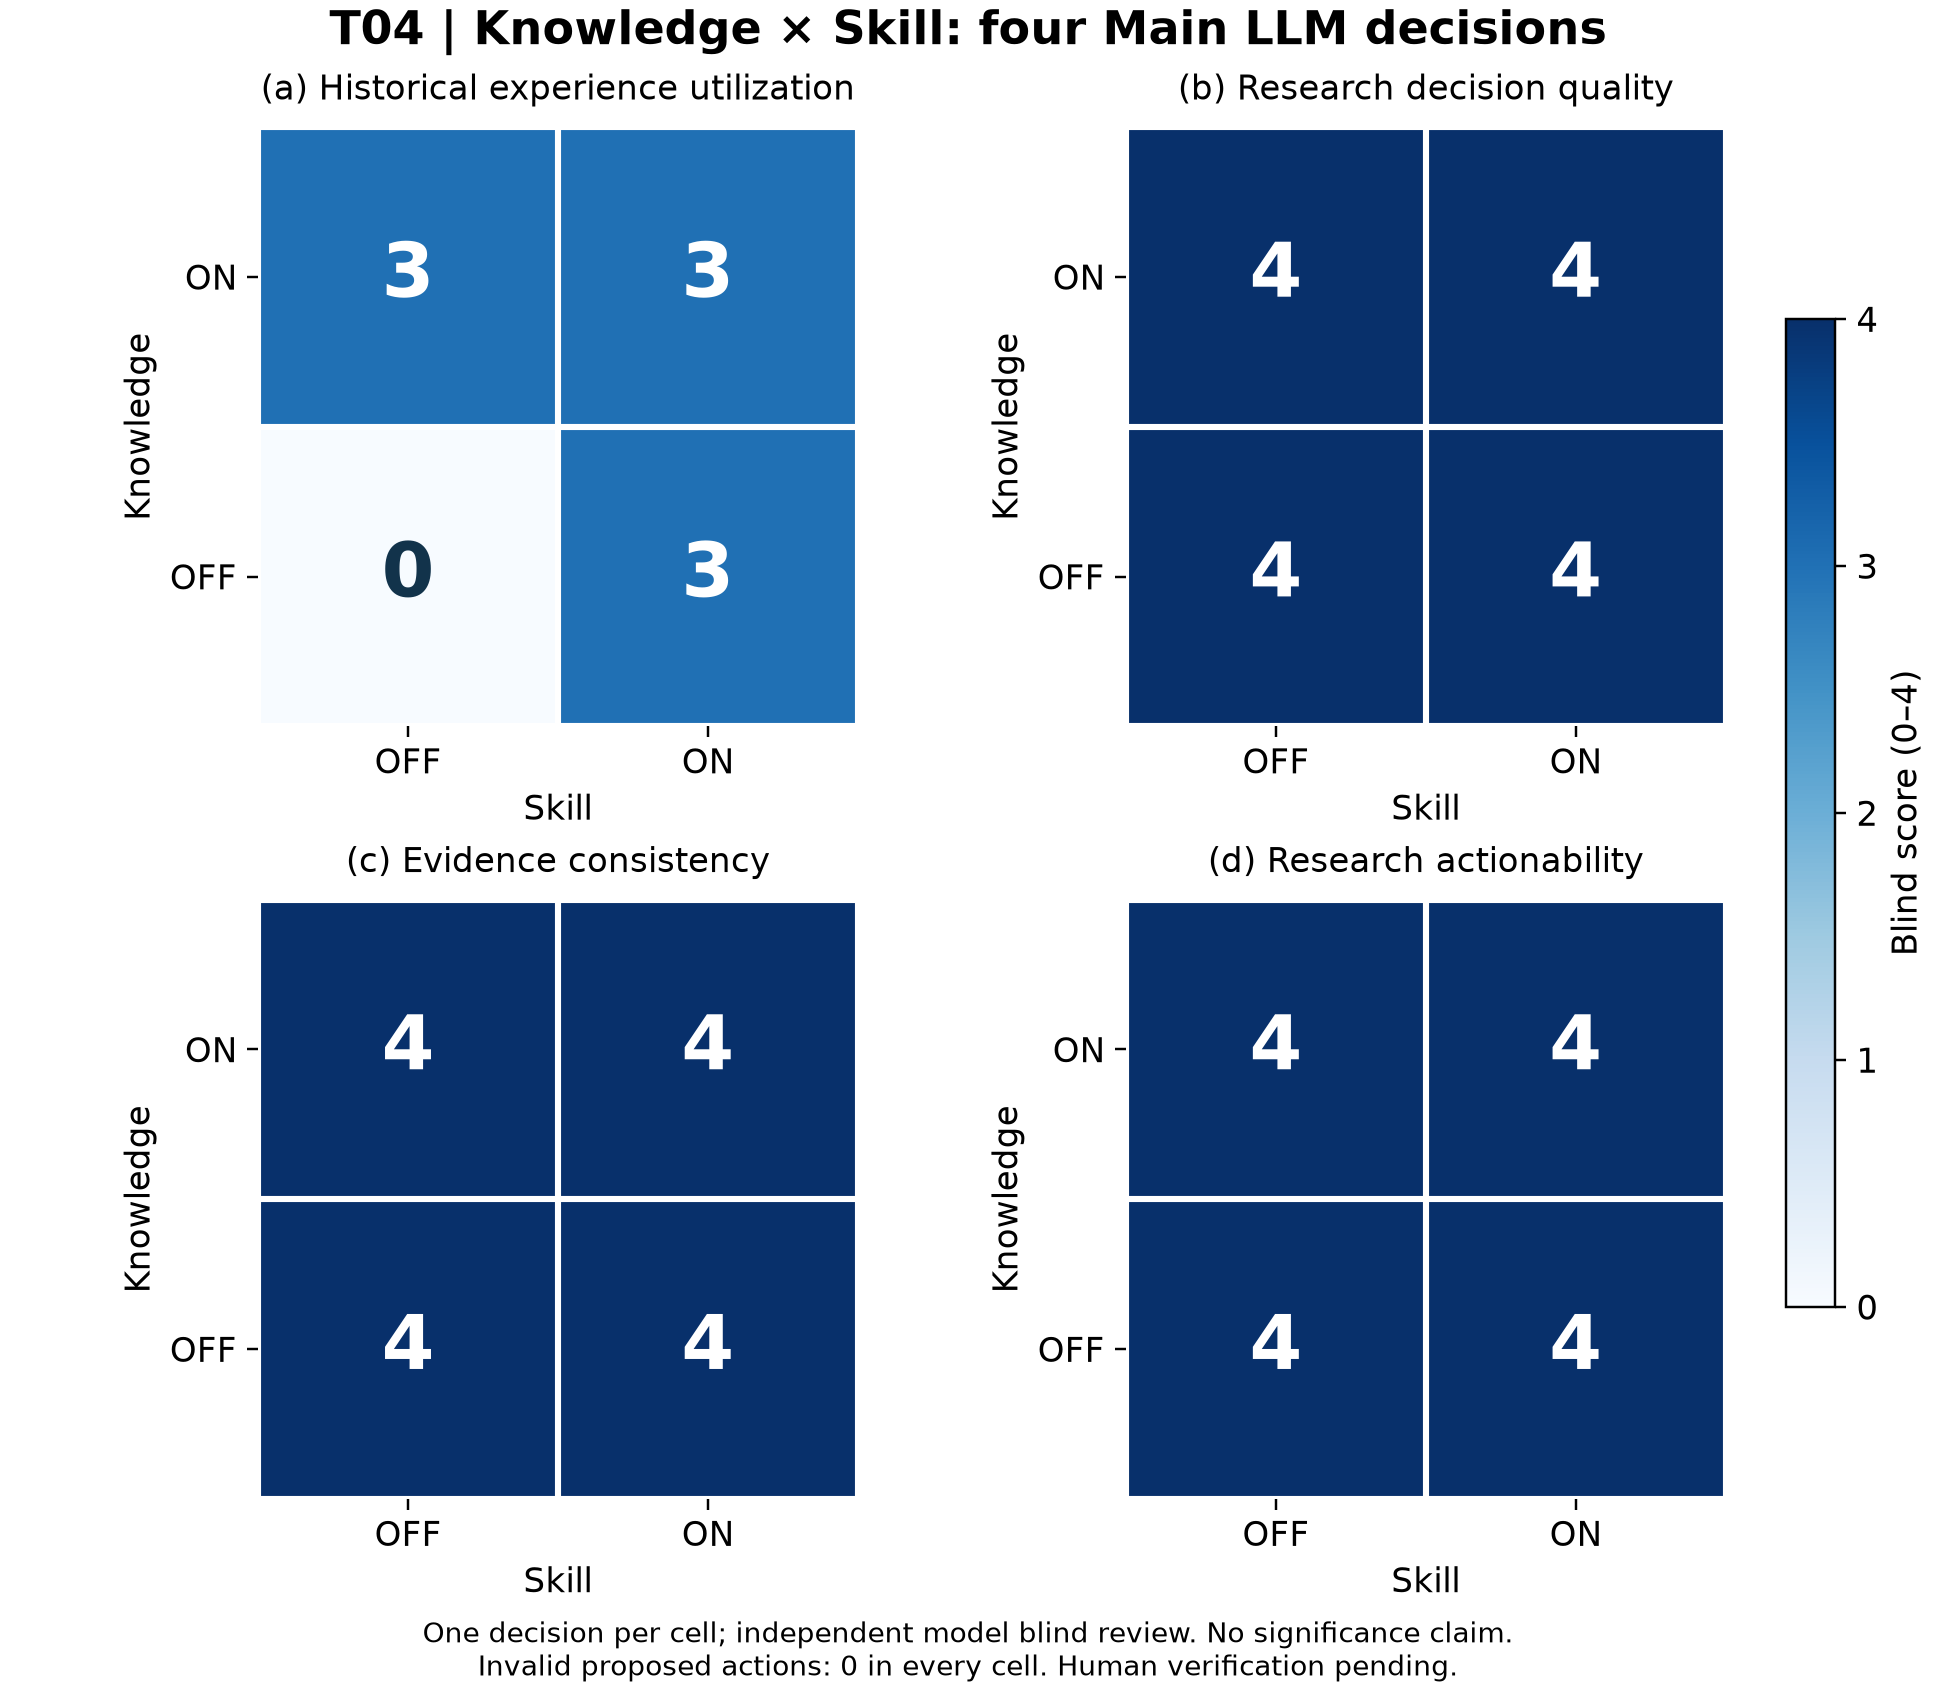 T04 | Knowledge × Skill: four Main LLM decisions
(a) Historical experience utilization
ON
3
3
Knowledge
OFF
0
3
OFF
ON
Skill
(b) Research decision quality
ON
4
4
Knowledge
OFF
4
4
OFF
ON
Skill
(c) Evidence consistency
ON
4
4
Knowledge
OFF
4
4
OFF
ON
Skill
(d) Research actionability
ON
4
4
Knowledge
OFF
4
4
OFF
ON
Skill
4
3
2
1
0
Blind score (0–4)
One decision per cell; independent model blind review. No significance claim.
Invalid proposed actions: 0 in every cell. Human verification pending.